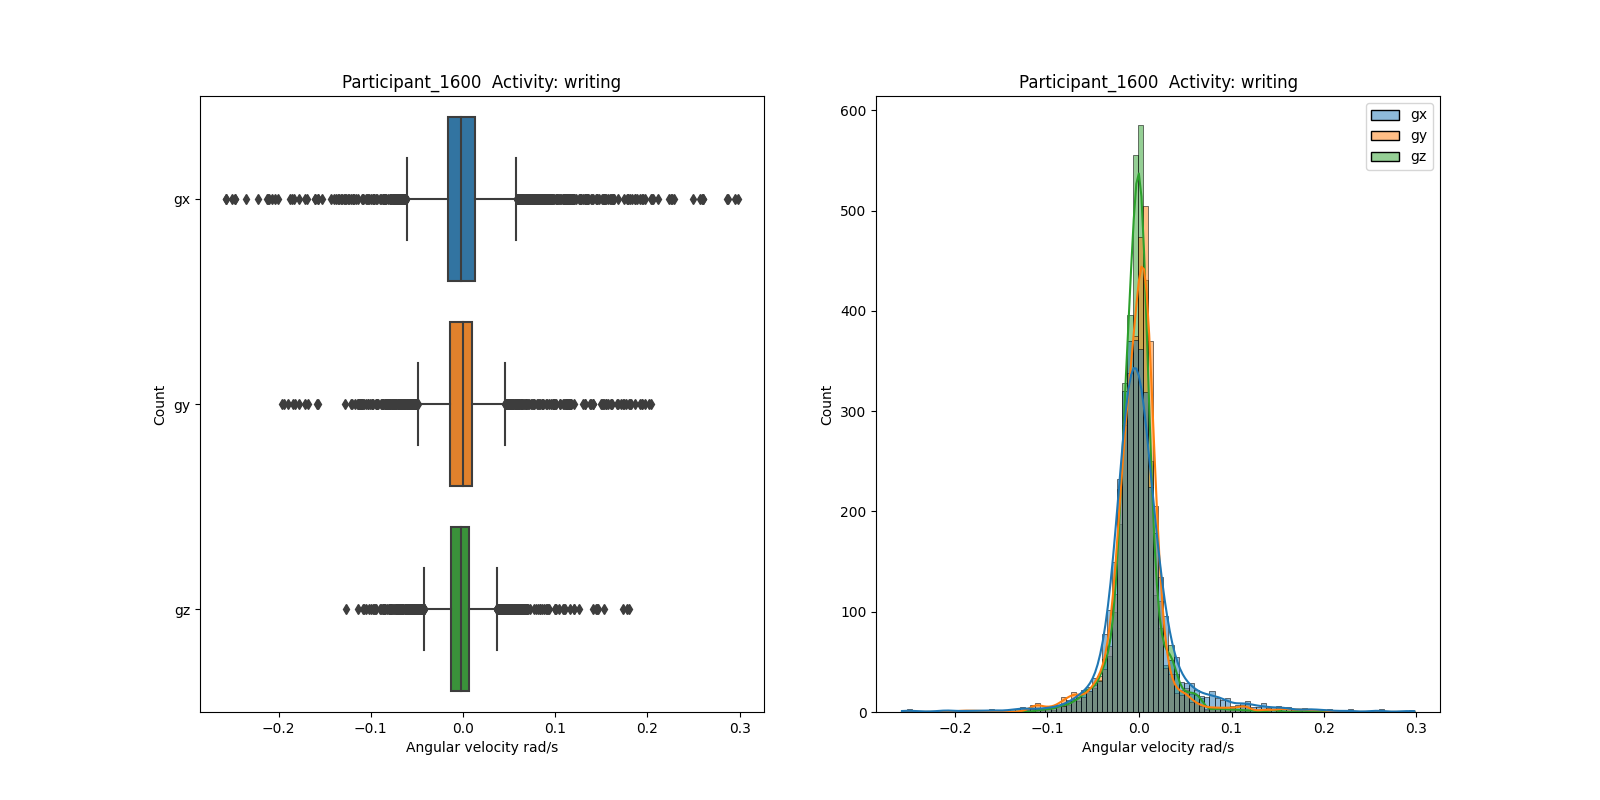 Participant_1600  Activity: writing
gx
gy
gz
Count
−0.2
−0.1
0.0
0.1
0.2
0.3
Angular velocity rad/s
Participant_1600  Activity: writing
600
500
400
300
200
100
0
Count
gx
gy
gz
−0.2
−0.1
0.0
0.1
0.2
0.3
Angular velocity rad/s